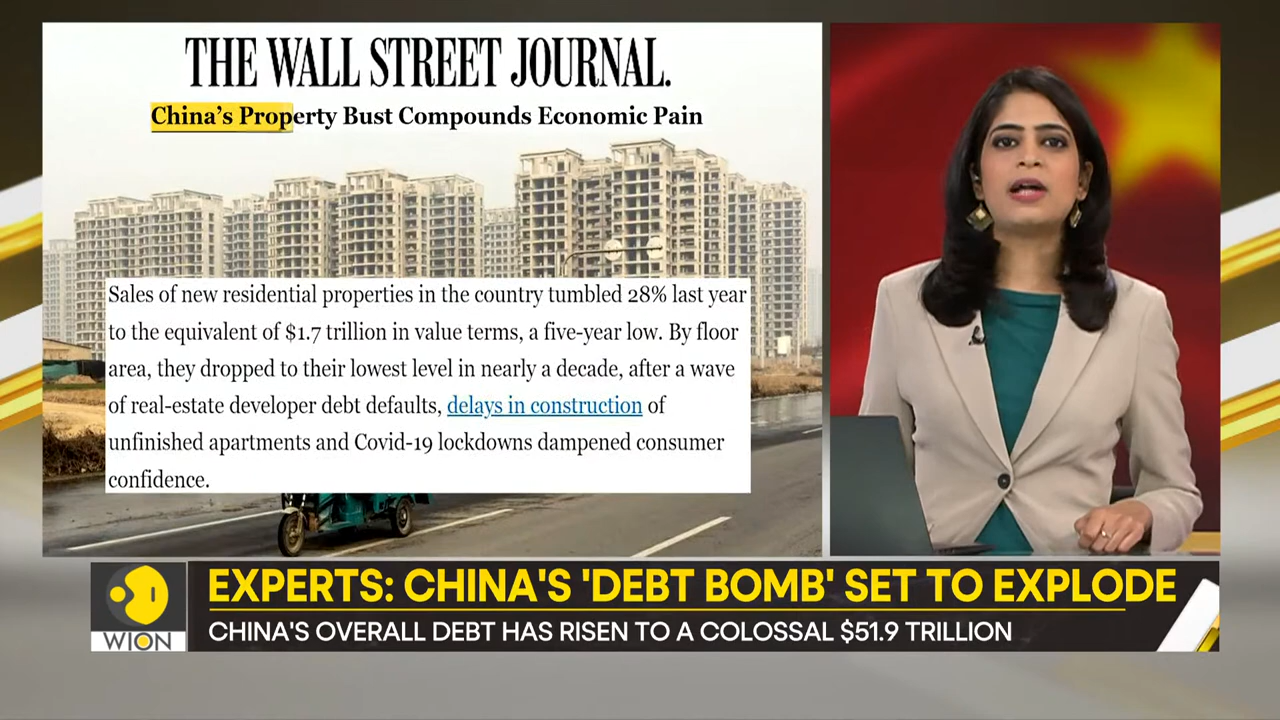 THE WALL STREET JOURNAL.
China's Property Bust Compounds Economic Pain
Sales of new residential properties in the country tumbled 28% last year
to the equivalent of $1.7 trillion in value terms, a five-year low. By floor
area, they dropped to their lowest level in nearly a decade, after a wave
of real-estate developer debt defaults, delays in construction of
unfinished apartments and Covid-19 lockdowns dampened consumer
confidence.
EXPERTS: CHINA'S 'DEBT BOMB' SET TO EXPLODE
CHINA'S OVERALL DEBT HAS RISEN TO A COLOSSAL $51.9 TRILLION
WION